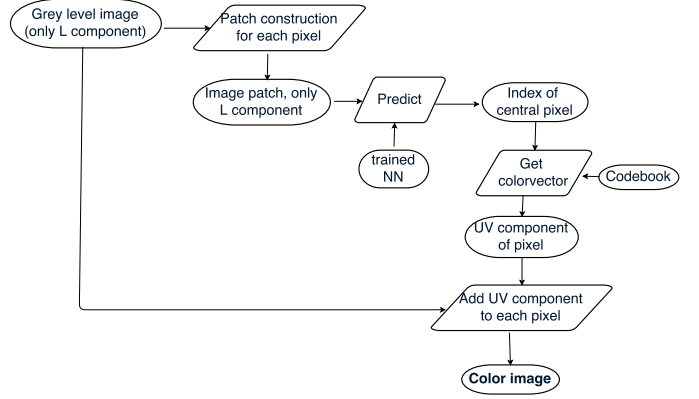 Grey level image
(only L component)
Patch construction
for each pixel
Image patch, only
L component
Predict
Index of
central pixel
trained
NN
Get
colorvector
Codebook
UV component
of pixel
Add UV component
to each pixel
Color image